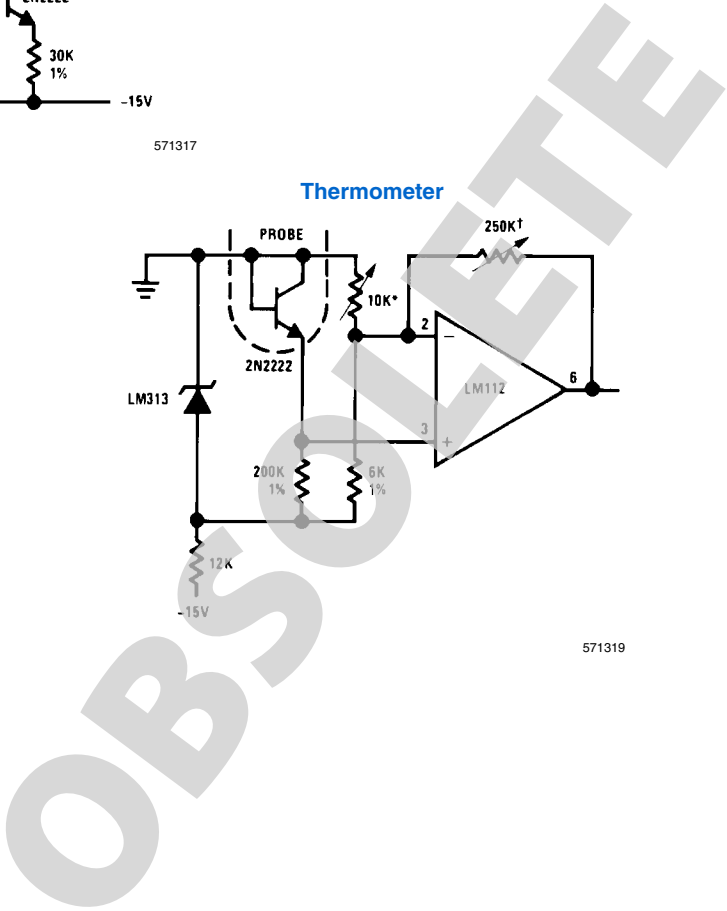 30K
1%
-15V
571317
Thermometer
PROBE
250K†
10K*
2
2N2222
LM313
LM112
6
3
200K
1%
6K
1%
12K
-15V
571319
OBSOLETE